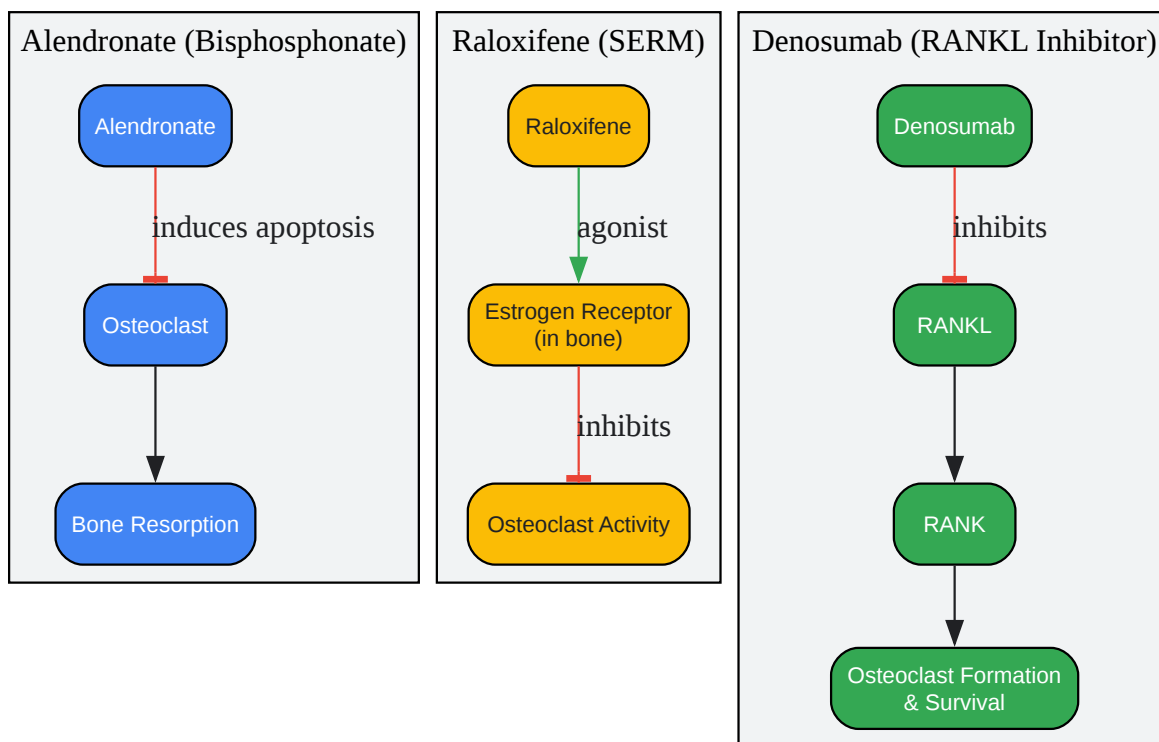 Alendronate (Bisphosphonate)
Alendronate
induces apoptosis
Osteoclast
Bone Resorption
Raloxifene (SERM)
Raloxifene
agonist
Estrogen Receptor
(in bone)
inhibits
Osteoclast Activity
Denosumab (RANKL Inhibitor)
Denosumab
inhibits
RANKL
RANK
Osteoclast Formation
& Survival